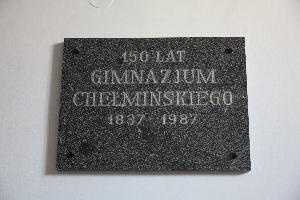 150 LAT
GIMNAZJUM
CHEŁMIŃSKIEGO
1837 1987